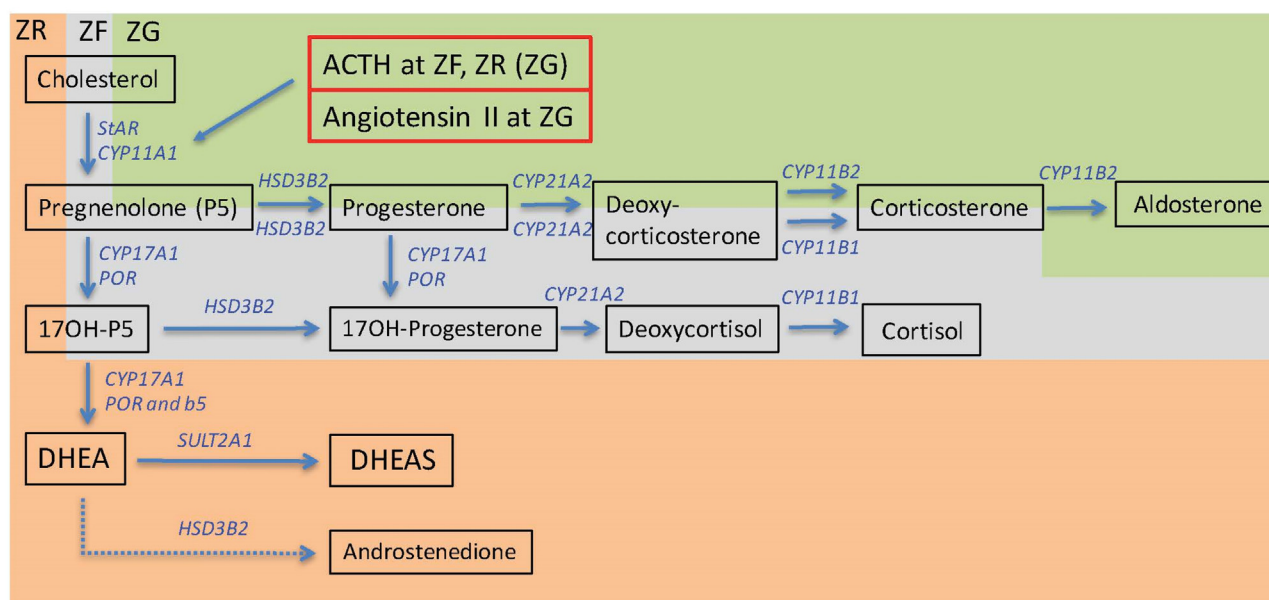 ZR ZF ZG
Cholesterol
ACTH at ZF, ZR (ZG)
Angiotensin II at ZG
StAR
CYP11A1
Pregnenolone (P5)
HSD3B2
HSD3B2
Progesterone
CYP21A2
CYP21A2
Deoxy-
corticosterone
CYP11B2
CYP11B1
Corticosterone
CYP11B2
Aldosterone
CYP17A1
POR
CYP17A1
POR
17OH-P5
HSD3B2
17OH-Progesterone
CYP21A2
Deoxycortisol
CYP11B1
Cortisol
CYP17A1
POR and b5
DHEA
SULT2A1
DHEAS
HSD3B2
Androstenedione